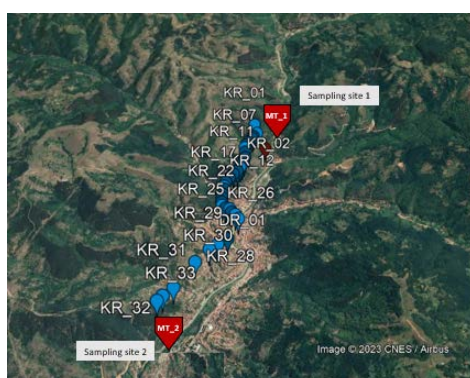 KR_01
Sampling site 1
KR_07
MT_1
KR_11
KR_02
KR_17
KR_12
KR_22
KR_25
KR_26
KR_29
DR_01
KR_30
KR_31
KR_28
KR_33
KR_32
MT_2
Sampling site 2
Image © 2023 CNES / Airbus